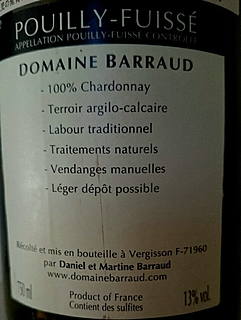 POUILLY-FUISSÉ
APPELLATION POUILLY-FUISSÉ CONTRÔLÉE
DOMAINE BARRAUD
- 100% Chardonnay
- Terroir argilo-calcaire
- Labour traditionnel
- Traitements naturels
- Vendanges manuelles
- Léger dépôt possible
Récolté et mis en bouteille à Vergisson F-71960
par Daniel et Martine Barraud
www.domainebarraud.com
750 ml
Product of France
Contient des sulfites
13% vol.